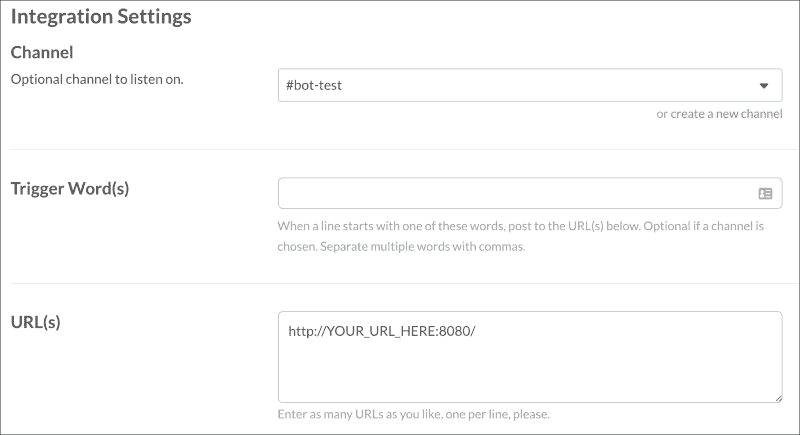 Integration Settings
Channel
Optional channel to listen on.
#bot-test
or create a new channel
Trigger Word(s)
When a line starts with one of these words, post to the URL(s) below. Optional if a channel is
chosen. Separate multiple words with commas.
URL(s)
http://YOUR_URL_HERE:8080/
Enter as many URLs as you like, one per line, please.